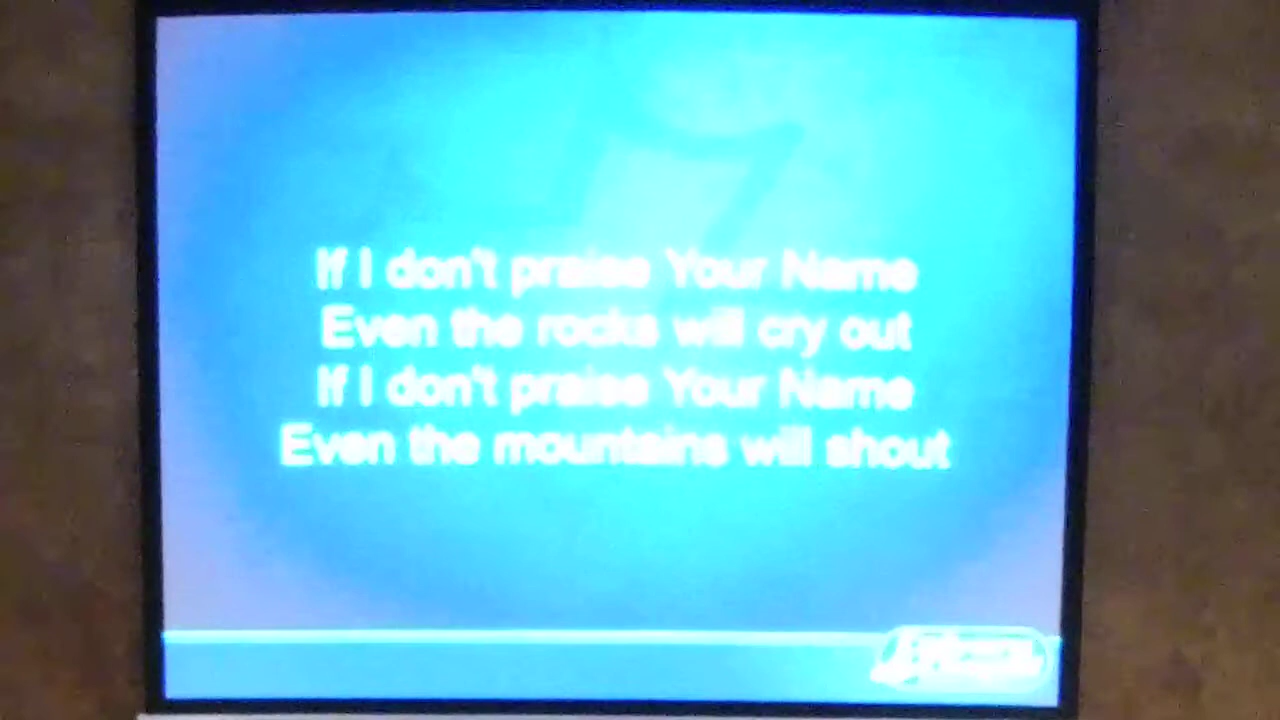 If I don't praise Your Name
Even the rocks will cry out
If I don't praise Your Name
Even the mountains will shout